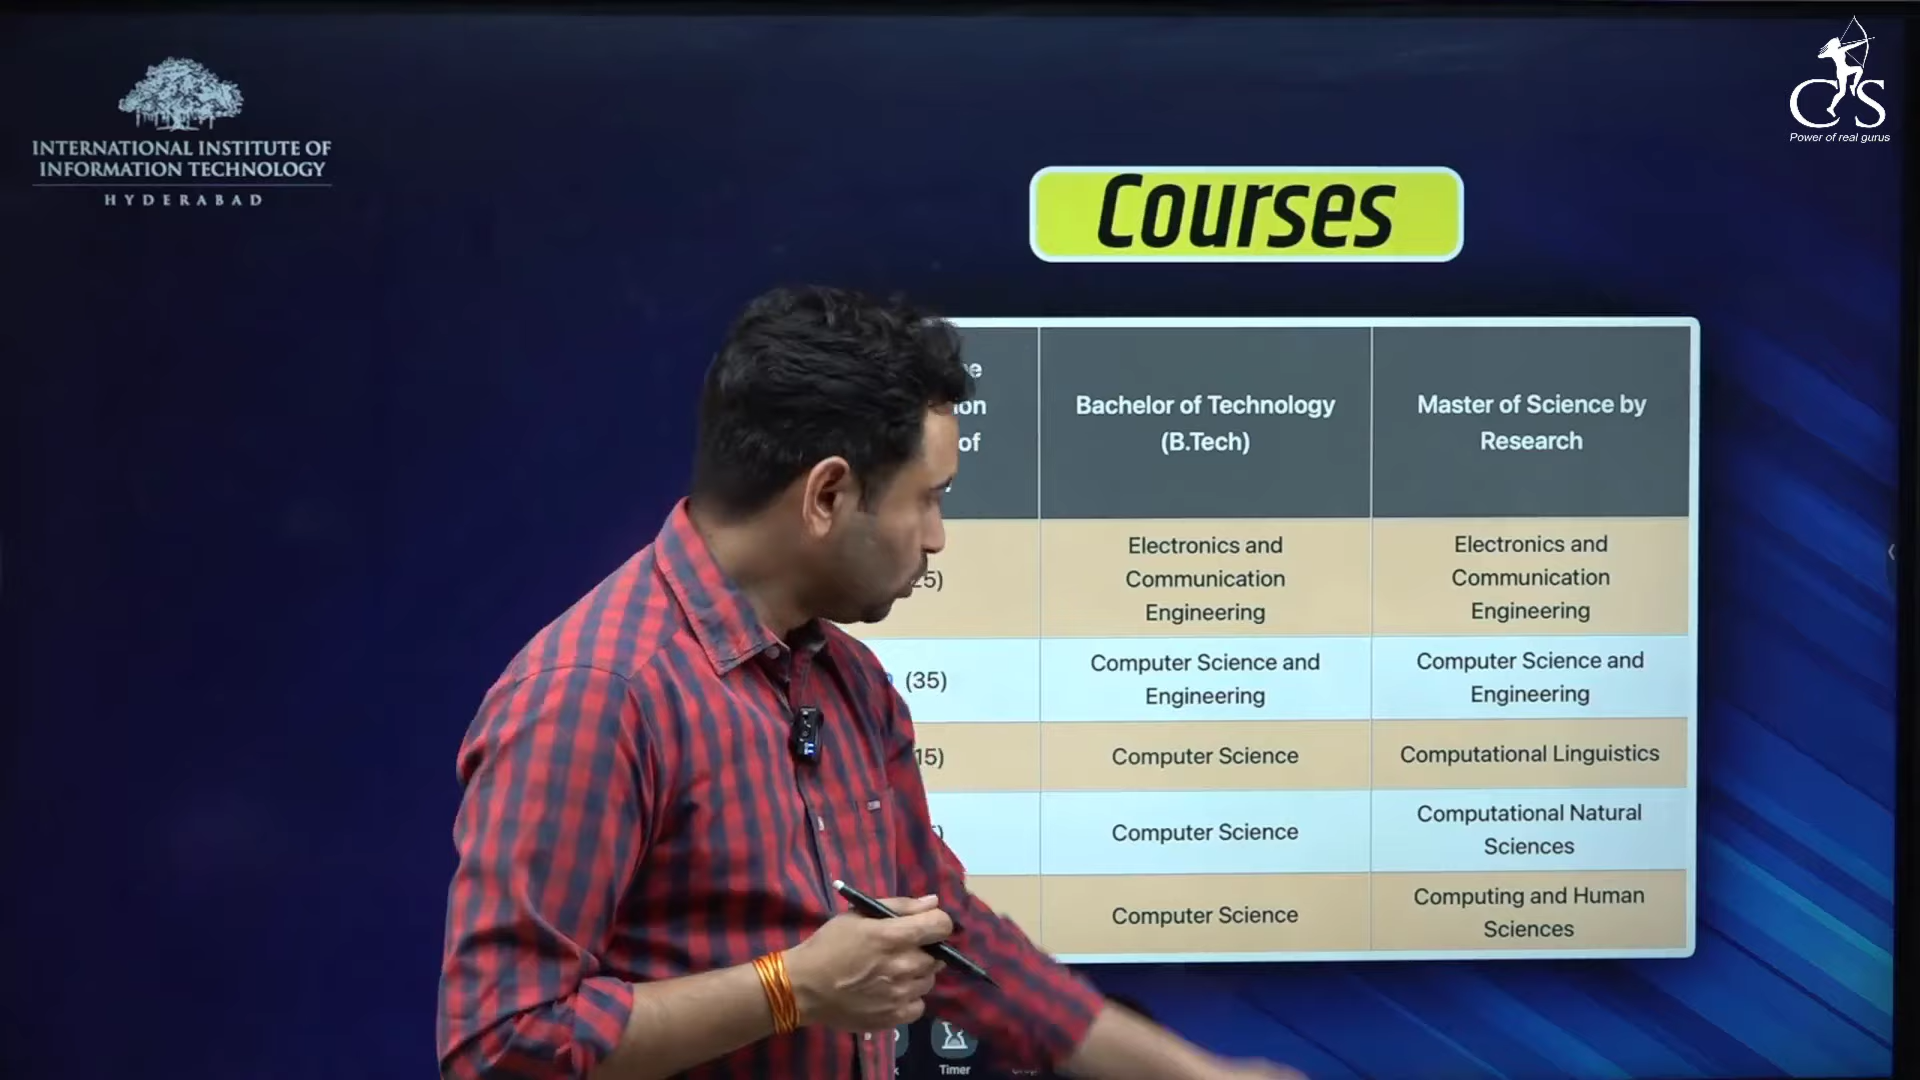 INTERNATIONAL INSTITUTE OF
INFORMATION TECHNOLOGY
HYDERABAD
CS
Power of real gurus
Courses
of
Bachelor of Technology
(B.Tech)
Master of Science by
Research
Electronics and
Communication
Engineering
Electronics and
Communication
Engineering
(35)
Computer Science and
Engineering
Computer Science and
Engineering
Computer Science
Computational Linguistics
Computer Science
Computational Natural
Sciences
Computer Science
Computing and Human
Sciences
Timer